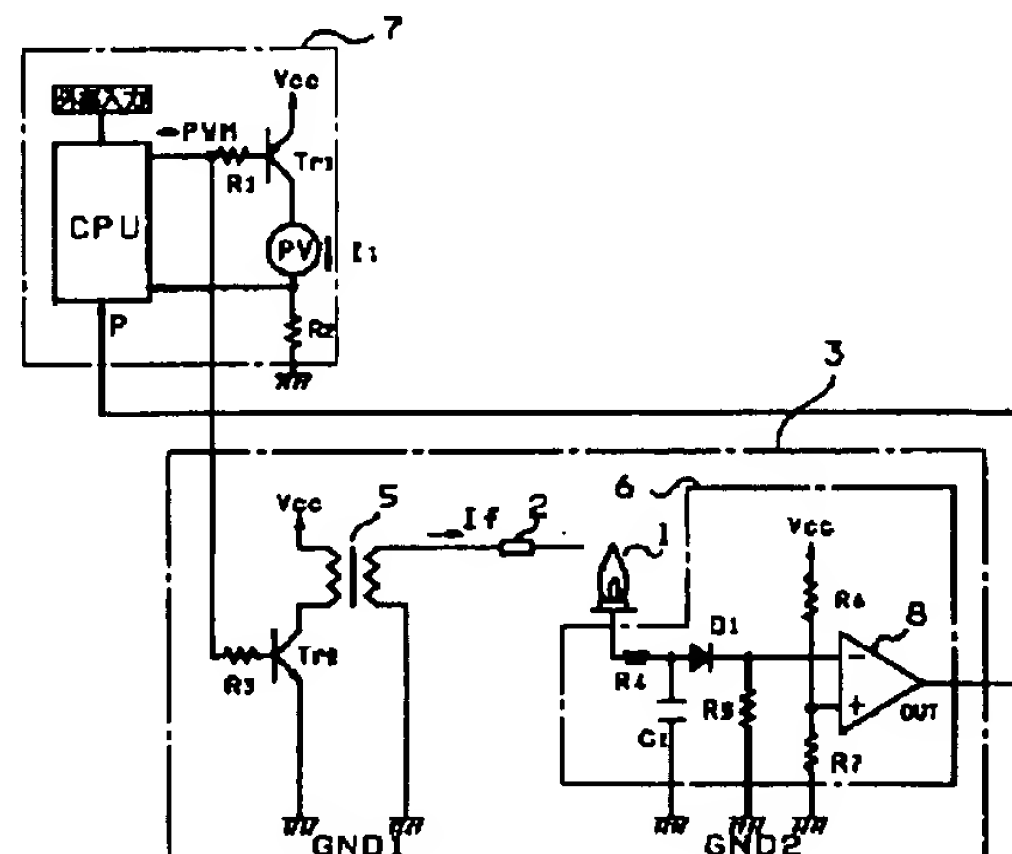 7
Vcc
外部入力
PWM
R1
Tr1
CPU
PV
I1
P
R2
3
Vcc
5
If
2
6
1
Vcc
R6
8
D1
Tr2
R3
R4
R5
C1
−
+
OUT
R7
GND1
GND2